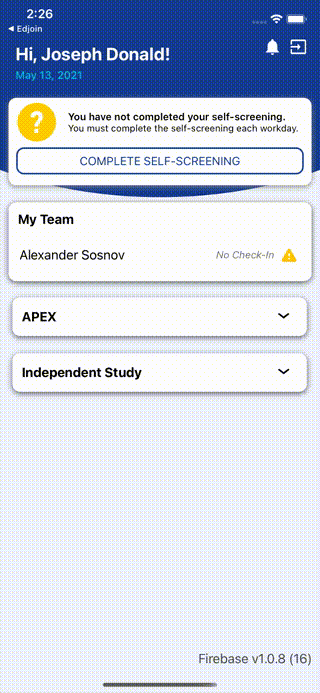 2:26
◀ Edjoin
Hi, Joseph Donald!
May 13, 2021
?
You have not completed your self-screening.
You must complete the self-screening each workday.
COMPLETE SELF-SCREENING
My Team
Alexander Sosnov No Check-In
APEX
Independent Study
Firebase v1.0.8 (16)